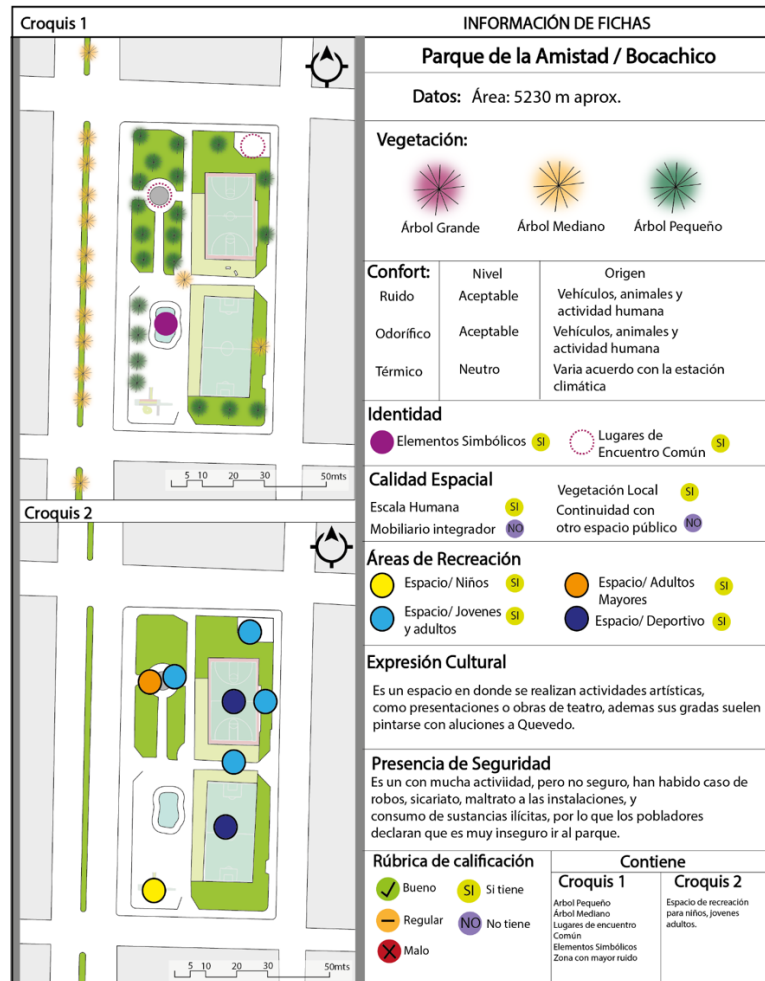 Croquis 1
INFORMACIÓN DE FICHAS
Parque de la Amistad / Bocachico
Datos: Área: 5230 m aprox.
Vegetación:
Árbol Grande
Árbol Mediano
Árbol Pequeño
Confort:
Nivel
Origen
Ruido
Aceptable
Vehículos, animales y
actividad humana
Odorífico
Aceptable
Vehículos, animales y
actividad humana
Térmico
Neutro
Varia acuerdo con la estación
climática
Identidad
Elementos Simbólicos SI
Lugares de
Encuentro Común SI
Calidad Espacial
Escala Humana SI
Mobiliario integrador NO
Vegetación Local SI
Continuidad con
otro espacio público NO
5 10 20 30 50mts
Croquis 2
Áreas de Recreación
Espacio/ Niños SI
Espacio/ Jovenes
y adultos SI
Espacio/ Adultos
Mayores SI
Espacio/ Deportivo SI
Expresión Cultural
Es un espacio en donde se realizan actividades artísticas,
como presentaciones o obras de teatro, ademas sus gradas suelen
pintarse con aluciones a Quevedo.
Presencia de Seguridad
Es un con mucha activiidad, pero no seguro, han habido caso de
robos, sicariato, maltrato a las instalaciones, y
consumo de sustancias ilícitas, por lo que los pobladores
declaran que es muy inseguro ir al parque.
Rúbrica de calificación
Bueno
Regular
Malo
SI Si tiene
NO No tiene
Contiene
Croquis 1
Arbol Pequeño
Árbol Mediano
Lugares de encuentro
Común
Elementos Simbólicos
Zona con mayor ruido
Croquis 2
Espacio de recreación
para niños, jovenes
adultos.
5 10 20 30 50mts